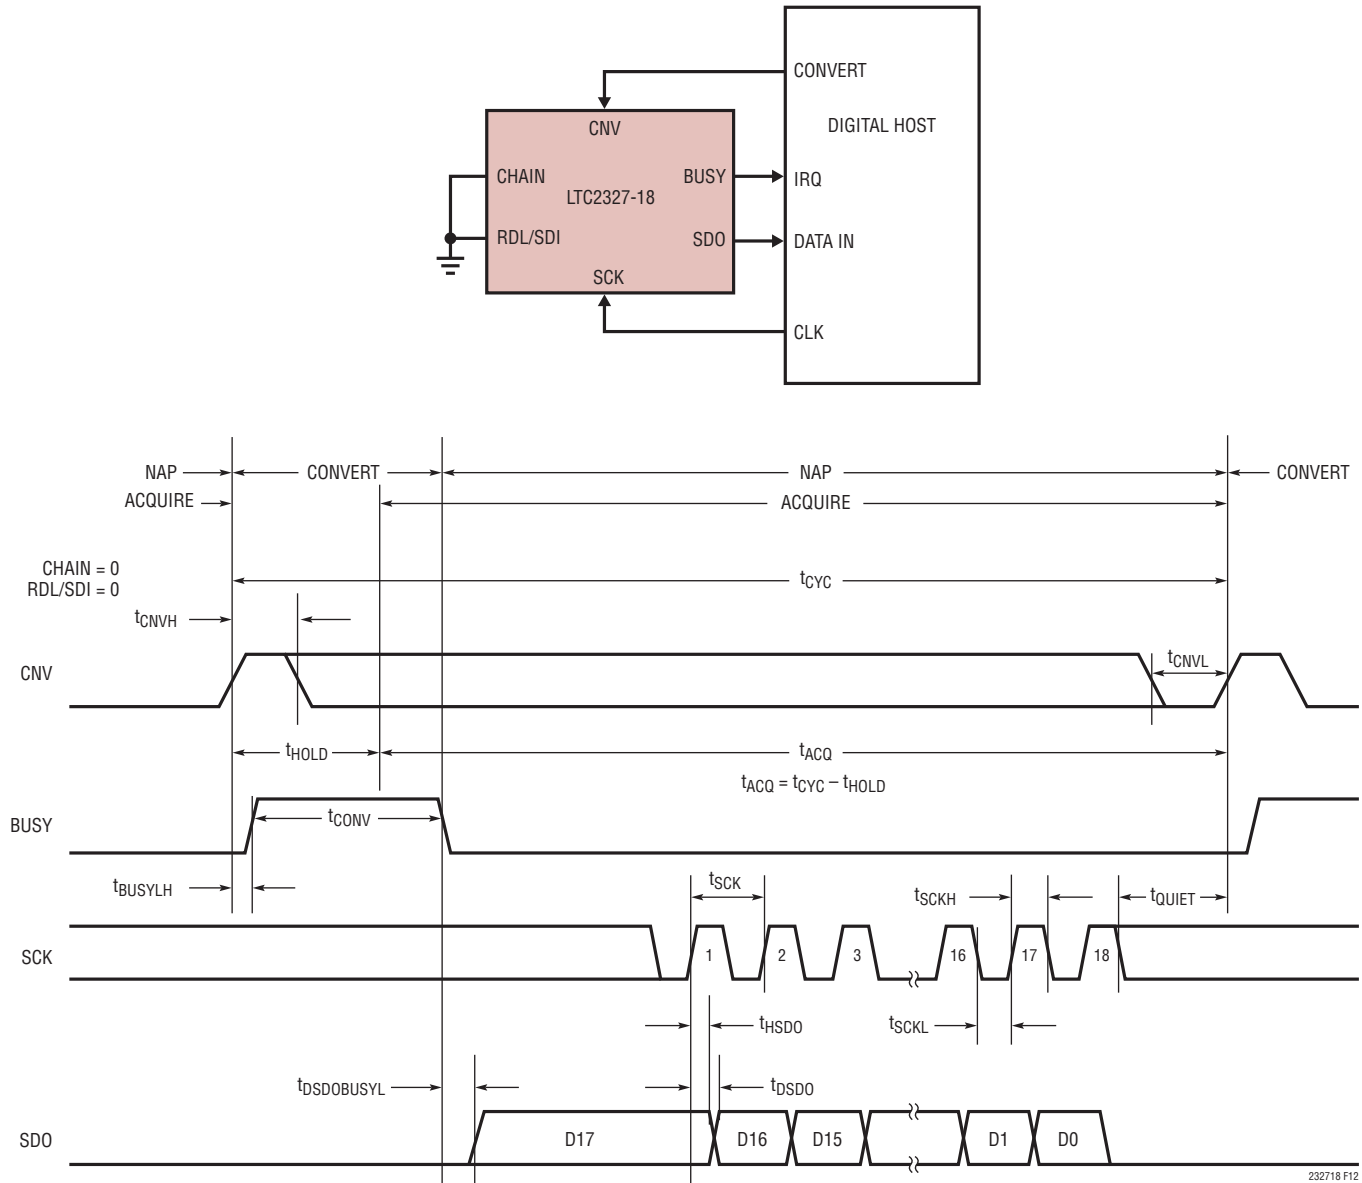 CONVERT
CNV
DIGITAL HOST
CHAIN
BUSY
IRQ
LTC2327-18
RDL/SDI
SDO
DATA IN
SCK
CLK
NAP
CONVERT
NAP
CONVERT
ACQUIRE
ACQUIRE
CHAIN = 0
RDL/SDI = 0
tCYC
tCNVH
CNV
tCNVL
tHOLD
tACQ
tACQ = tCYC – tHOLD
BUSY
tCONV
tBUSYLH
tSCK
tSCKH
tQUIET
SCK
1
2
3
16
17
18
tHSDO
tSCKL
tDSDOBUSYL
tDSDO
SDO
D17
D16
D15
D1
D0
232718 F12